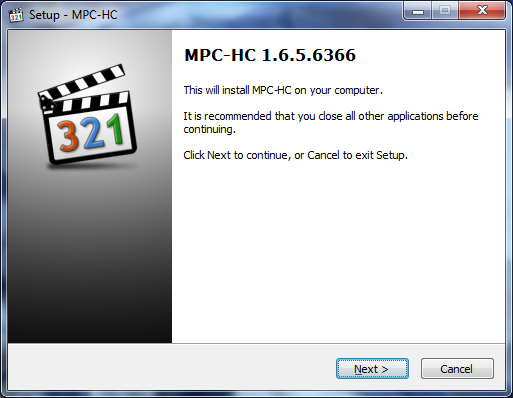 Setup - MPC-HC
321
MPC-HC 1.6.5.6366
This will install MPC-HC on your computer.
It is recommended that you close all other applications before
continuing.
Click Next to continue, or Cancel to exit Setup.
Next >
Cancel